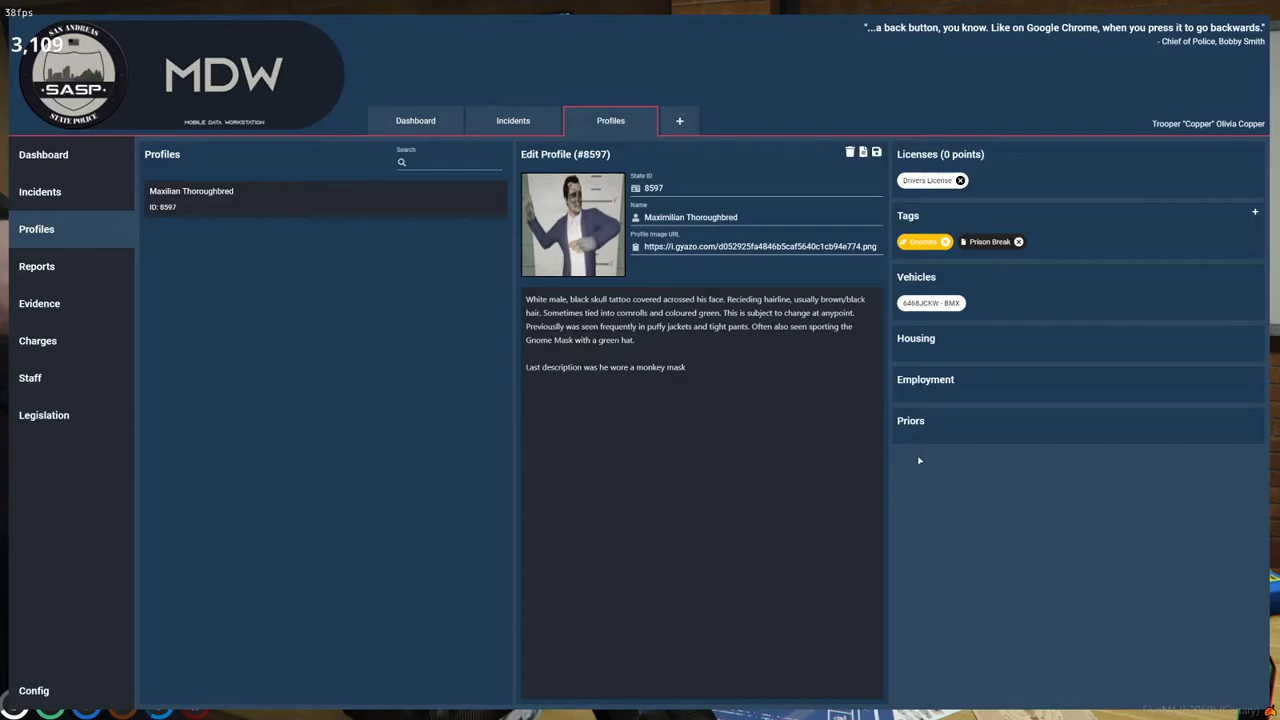 38fps
3,109
SAN ANDREAS
SASP
STATE POLICE
MDW
MOBILE DATA WORKSTATION
"...a back button, you know. Like on Google Chrome, when you press it to go backwards."
- Chief of Police, Bobby Smith
Dashboard
Incidents
Profiles
+
Trooper "Copper" Olivia Copper
Dashboard
Incidents
Profiles
Reports
Evidence
Charges
Staff
Legislation
Config
Profiles
Search
Maxilian Thoroughbred
ID: 8597
Edit Profile (#8597)
State ID
8597
Name
Maximilian Thoroughbred
Profile Image URL
https://i.gyazo.com/d052925fa4846b5caf5640c1cb94e774.png
White male, black skull tattoo covered acrossed his face. Recieding hairline, usually brown/black
hair. Sometimes tied into cornrolls and coloured green. This is subject to change at anypoint.
Previouslly was seen frequently in puffy jackets and tight pants. Often also seen sporting the
Gnome Mask with a green hat.
Last description was he wore a monkey mask
Licenses (0 points)
Drivers License
Tags
+
Gnomes
Prison Break
Vehicles
6468JCKW - BMX
Housing
Employment
Priors